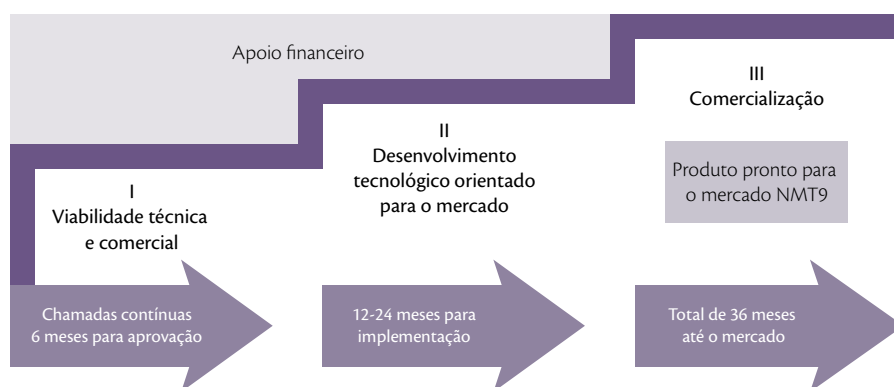 Apoio financeiro
I
Viabilidade técnica
e comercial
II
Desenvolvimento
tecnológico orientado
para o mercado
III
Comercialização
Produto pronto para
o mercado NMT9
Chamadas contínuas
6 meses para aprovação
12-24 meses para
implementação
Total de 36 meses
até o mercado